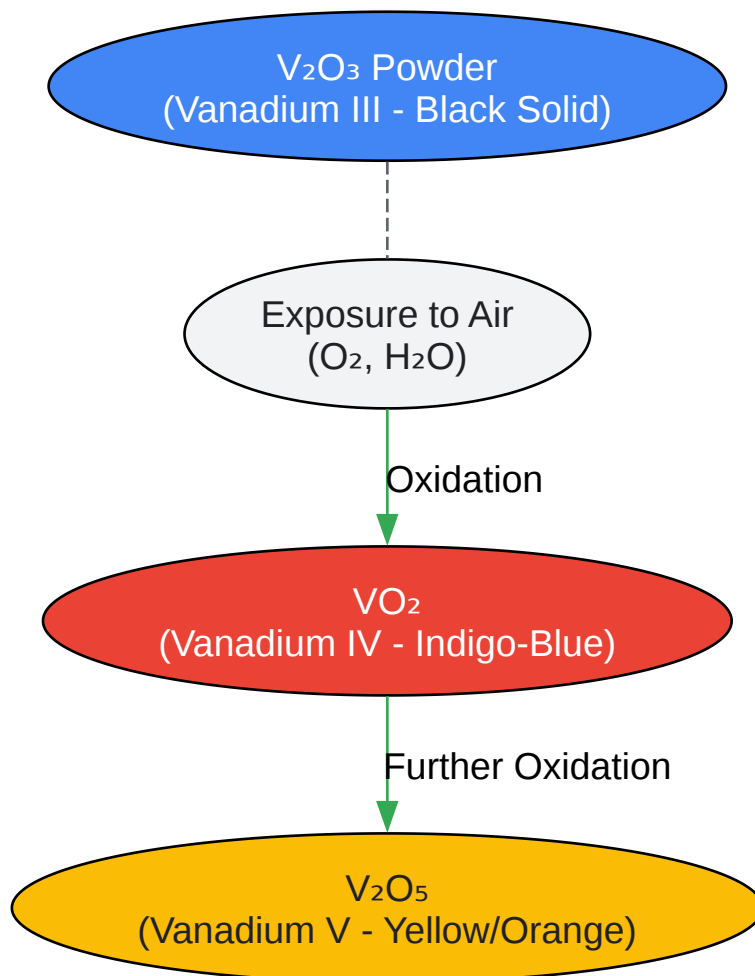 V₂O₃ Powder
(Vanadium III - Black Solid)
Exposure to Air
(O₂, H₂O)
Oxidation
VO₂
(Vanadium IV - Indigo-Blue)
Further Oxidation
V₂O₅
(Vanadium V - Yellow/Orange)